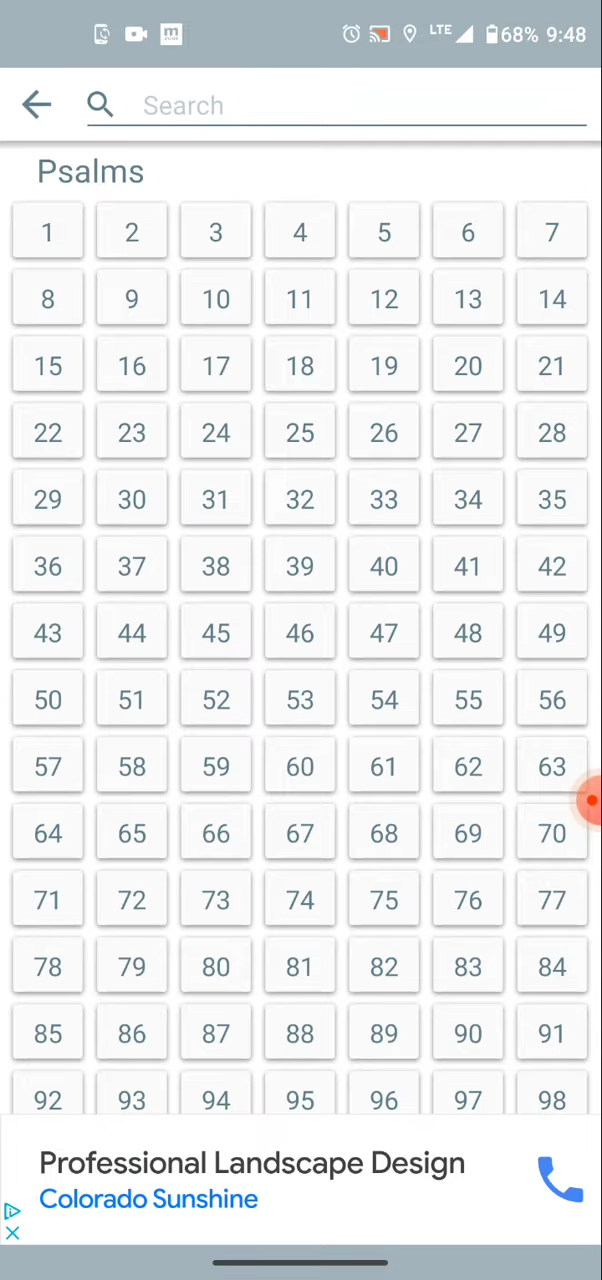 LTE 68% 9:48
Search
Psalms
1 2 3 4 5 6 7
8 9 10 11 12 13 14
15 16 17 18 19 20 21
22 23 24 25 26 27 28
29 30 31 32 33 34 35
36 37 38 39 40 41 42
43 44 45 46 47 48 49
50 51 52 53 54 55 56
57 58 59 60 61 62 63
64 65 66 67 68 69 70
71 72 73 74 75 76 77
78 79 80 81 82 83 84
85 86 87 88 89 90 91
92 93 94 95 96 97 98
Professional Landscape Design
Colorado Sunshine